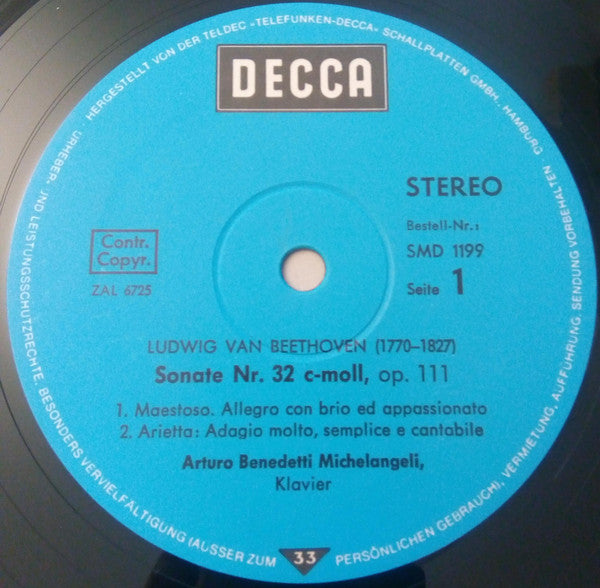 HERGESTELLT VON DER TELDEC »TELEFUNKEN-DECCA« SCHALLPLATTEN GMBH., HAMBURG
DECCA
STEREO
Bestell-Nr.:
SMD 1199
Seite 1
Contr.
Copyr.
ZAL 6725
LUDWIG VAN BEETHOVEN (1770–1827)
Sonate Nr. 32 c-moll, op. 111
1. Maestoso. Allegro con brio ed appassionato
2. Arietta: Adagio molto, semplice e cantabile
Arturo Benedetti Michelangeli,
Klavier
URHEBER- UND LEISTUNGSSCHUTZRECHTE. BESONDERS VERVIELFÄLTIGUNG (AUSSER ZUM PERSÖNLICHEN GEBRAUCH), VERMIETUNG, AUFFÜHRUNG, SENDUNG VORBEHALTEN
33